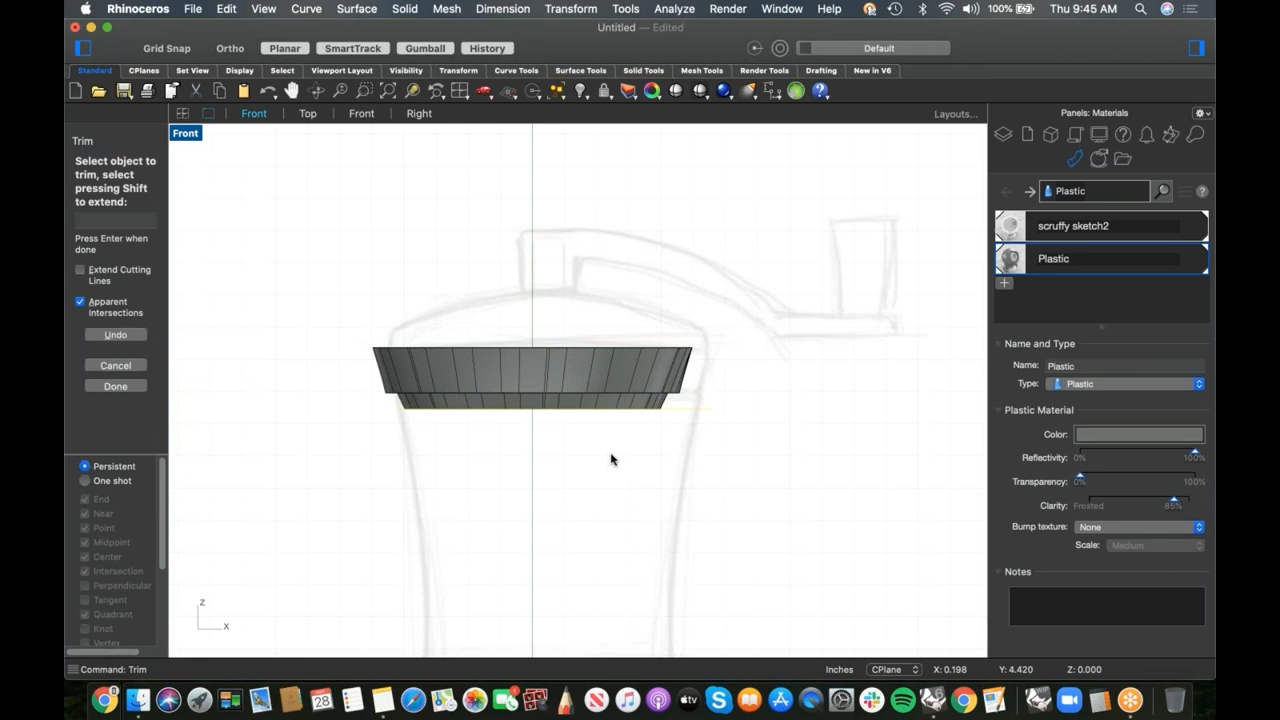 Rhinoceros File Edit View Curve Surface Solid Mesh Dimension Transform Tools Analyze Render Window Help 100% Thu 9:45 AM
Untitled — Edited
Grid Snap Ortho Planar SmartTrack Gumball History Default
Standard CPlanes Set View Display Select Viewport Layout Visibility Transform Curve Tools Surface Tools Solid Tools Mesh Tools Render Tools Drafting New in V6
Front Top Front Right Layouts... Panels: Materials
Front
Trim
Select object to
trim, select
pressing Shift
to extend:
Press Enter when
done
Extend Cutting
Lines
Apparent
Intersections
Undo
Cancel
Done
Persistent
One shot
End
Near
Point
Midpoint
Center
Intersection
Perpendicular
Tangent
Quadrant
Knot
Vertex
Z
X
Plastic
scruffy sketch2
Plastic
Name and Type
Name: Plastic
Type: Plastic
Plastic Material
Color:
Reflectivity: 0% 100%
Transparency: 0% 100%
Clarity: Frosted 85%
Bump texture: None
Scale: Medium
Notes
Command: Trim Inches CPlane X: 0.198 Y: 4.420 Z: 0.000
28
tv